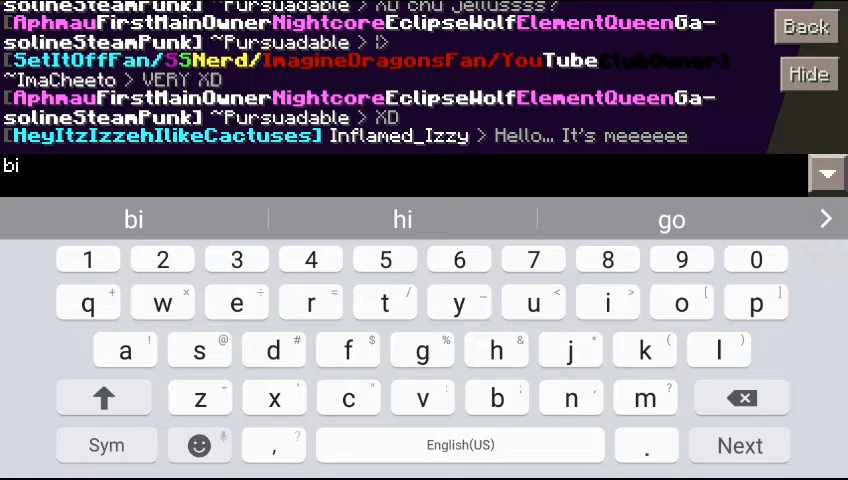 solineSteamPunk] ~Pursuadable > XD chu jellussss?
[AphmauFirstMainOwnerNightcoreEclipseWolfElementQueenGa-
solineSteamPunk] ~Pursuadable > D
[SetItOffFan/S5Nerd/ImagineDragonsFan/YouTubeClubOwner]
~ImaCheeto > VERY XD
[AphmauFirstMainOwnerNightcoreEclipseWolfElementQueenGa-
solineSteamPunk] ~Pursuadable > XD
[HeyItzIzzehIlikeCactuses] Inflamed_Izzy > Hello... It's meeeeee
Back
Hide
bi
bi hi go
1 2 3 4 5 6 7 8 9 0
q + w × e ÷ r = t / y _ u < i > o [ p ]
a ! s @ d # f $ g % h & j * k ( l )
z - x ' c " v : b ; n , m ?
Sym , ? English(US) . Next